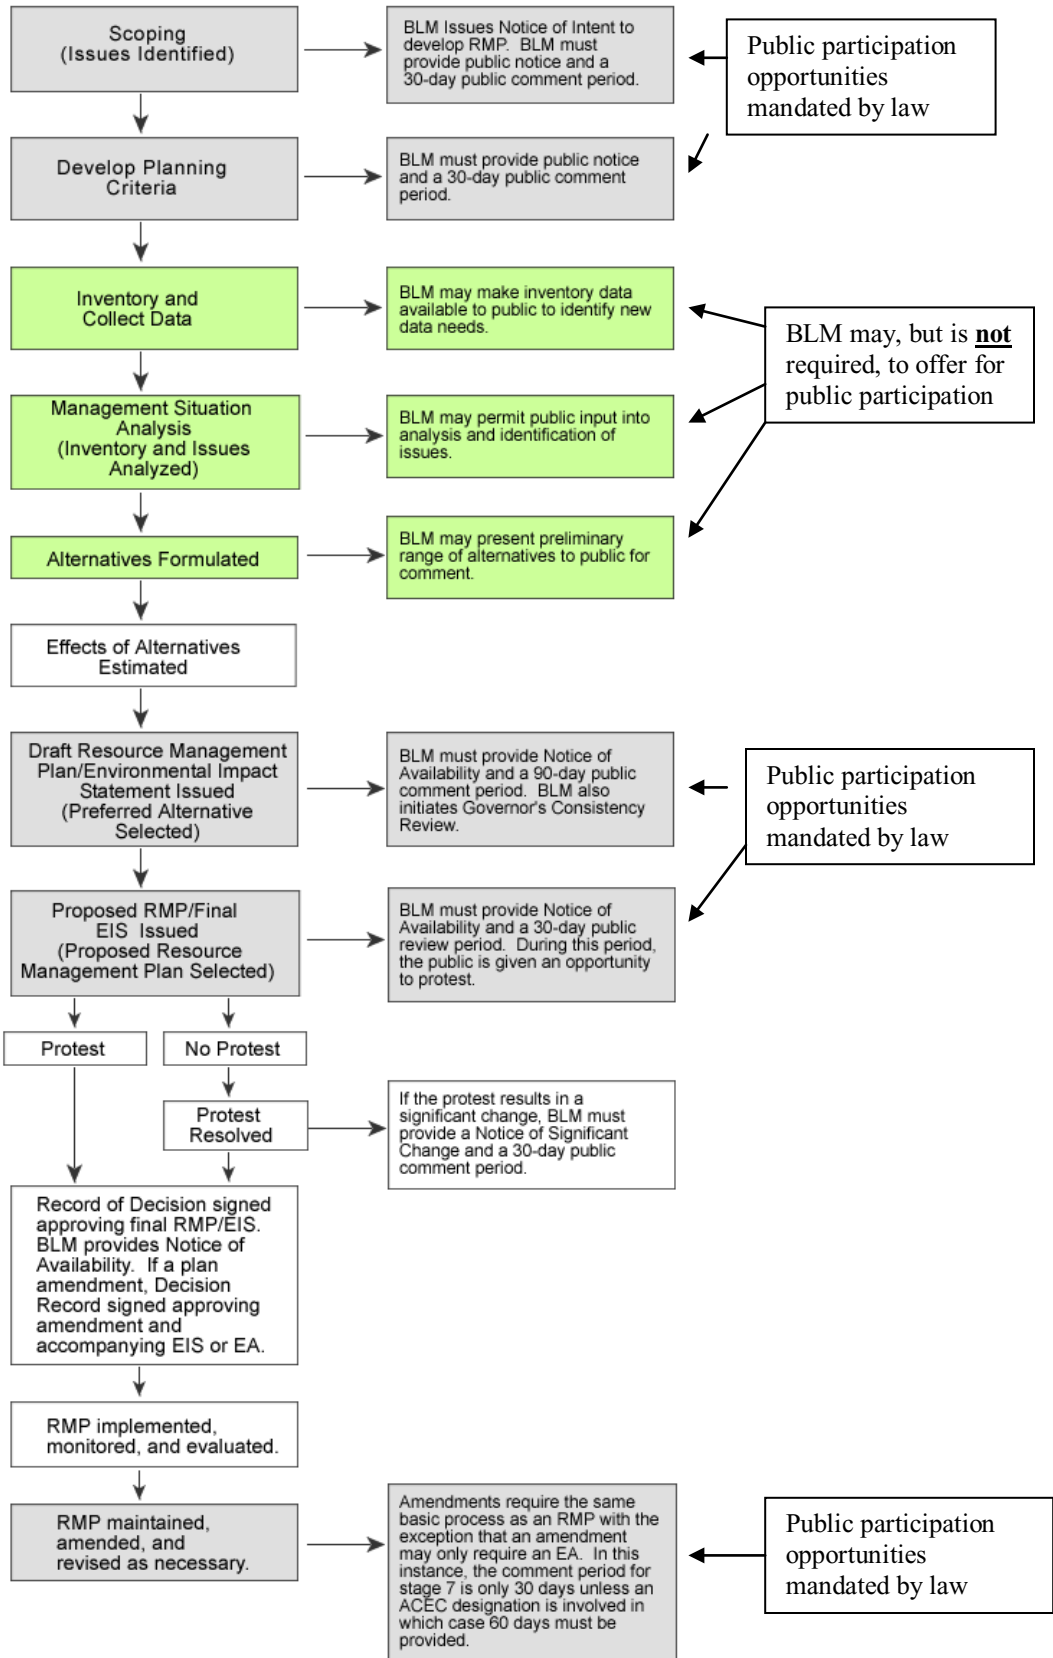 Scoping
(Issues Identified)
BLM Issues Notice of Intent to
develop RMP. BLM must
provide public notice and a
30-day public comment period.
Public participation
opportunities
mandated by law
Develop Planning
Criteria
BLM must provide public notice
and a 30-day public comment
period.
Inventory and
Collect Data
BLM may make inventory data
available to public to identify new
data needs.
BLM may, but is not
required, to offer for
public participation
Management Situation
Analysis
(Inventory and Issues
Analyzed)
BLM may permit public input into
analysis and identification of
issues.
Alternatives Formulated
BLM may present preliminary
range of alternatives to public for
comment.
Effects of Alternatives
Estimated
Draft Resource Management
Plan/Environmental Impact
Statement Issued
(Preferred Alternative
Selected)
BLM must provide Notice of
Availability and a 90-day public
comment period. BLM also
initiates Governor's Consistency
Review.
Public participation
opportunities
mandated by law
Proposed RMP/Final
EIS Issued
(Proposed Resource
Management Plan Selected)
BLM must provide Notice of
Availability and a 30-day public
review period. During this period,
the public is given an opportunity
to protest.
Protest
No Protest
Protest
Resolved
If the protest results in a
significant change, BLM must
provide a Notice of Significant
Change and a 30-day public
comment period.
Record of Decision signed
approving final RMP/EIS.
BLM provides Notice of
Availability. If a plan
amendment, Decision
Record signed approving
amendment and
accompanying EIS or EA.
RMP implemented,
monitored, and evaluated.
RMP maintained,
amended, and
revised as necessary.
Amendments require the same
basic process as an RMP with the
exception that an amendment
may only require an EA. In this
instance, the comment period for
stage 7 is only 30 days unless an
ACEC designation is involved in
which case 60 days must be
provided.
Public participation
opportunities
mandated by law